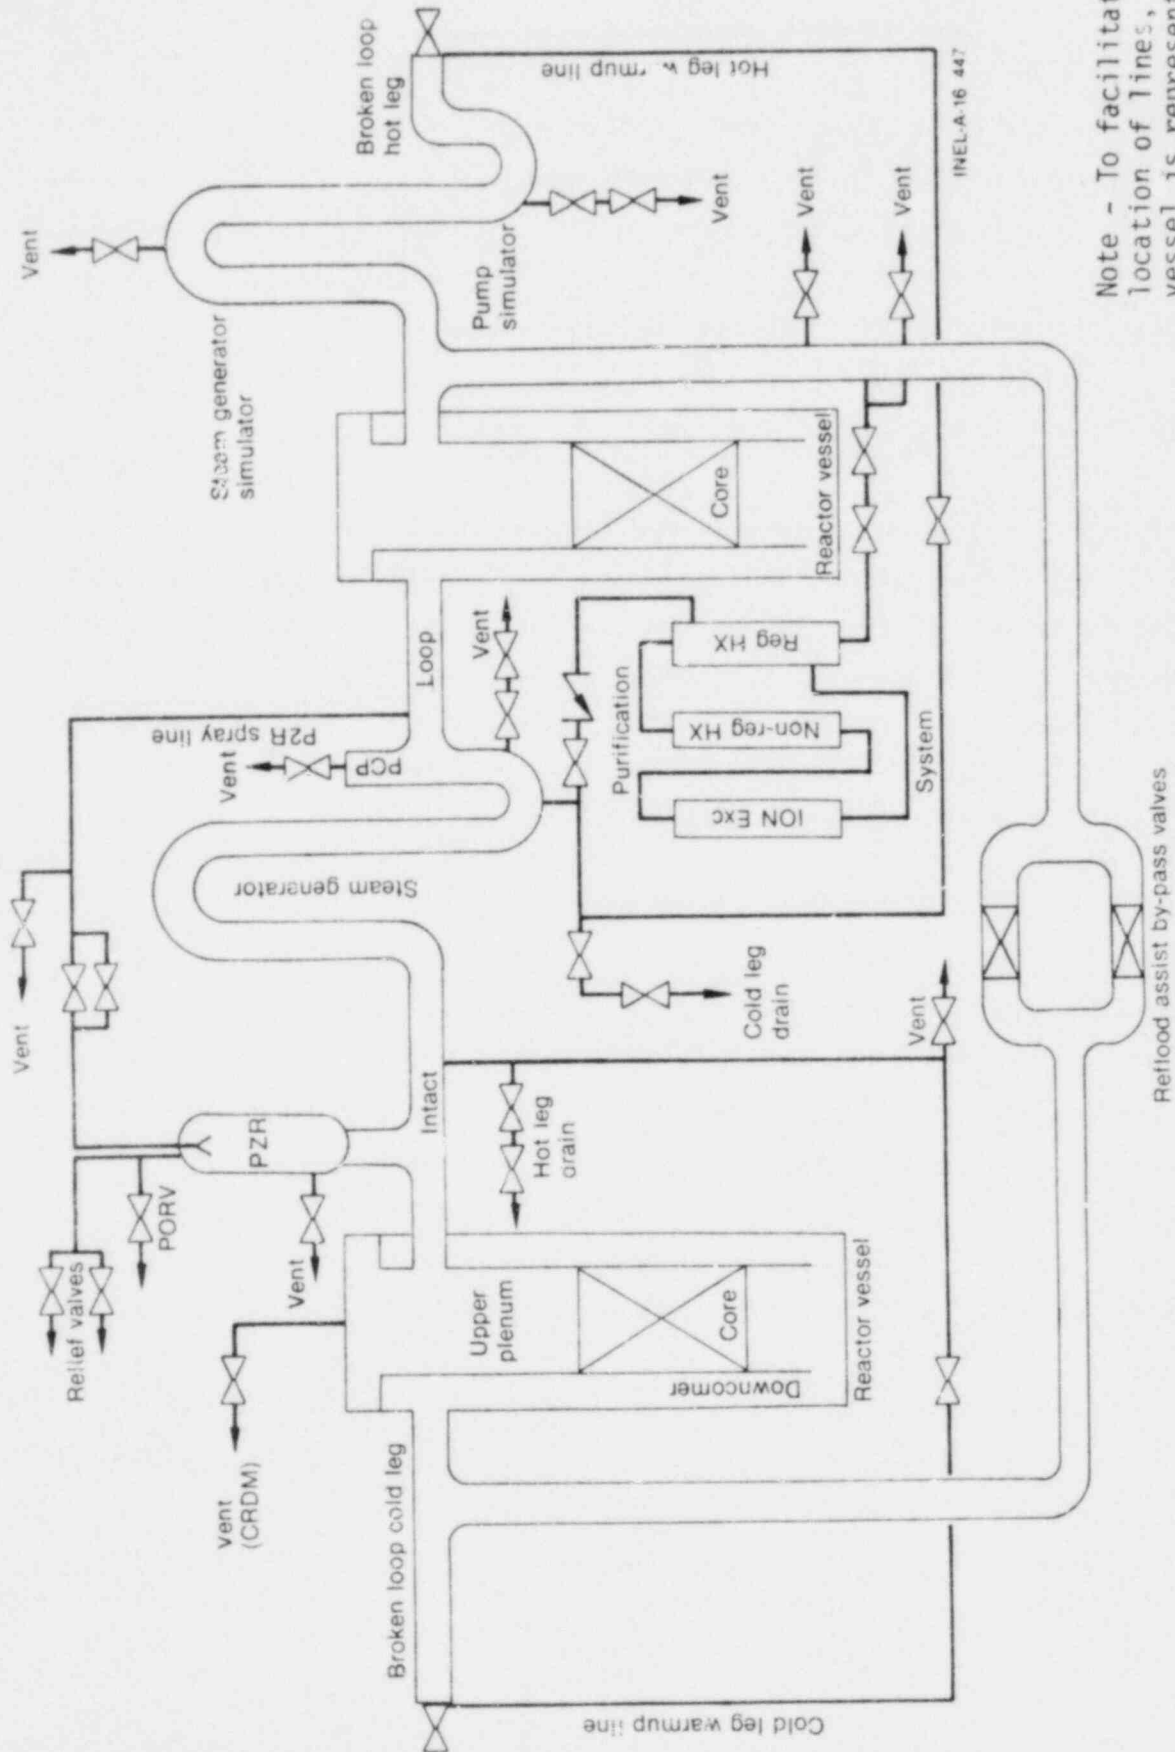 Vent
Steam generator
simulator
Broken loop
hot leg
Pump
simulator
Hot leg w rmup line
Vent
Vent
Vent
INEL-A-16 447
Note - To facilitat
location of lines,
vessel is represent
Vent
P2R spray line
Vent
PCP
Loop
Vent
Core
Reactor vessel
Steam generator
Purification
Reg HX
Non-reg HX
ION Exc
System
Cold leg
drain
Relief valves
PORV
PZR
Vent
Intact
Hot leg
drain
Vent
Vent
(CRDM)
Upper
plenum
Core
Downcomer
Reactor vessel
Broken loop cold leg
Cold leg warmup line
Reflood assist by-pass valves